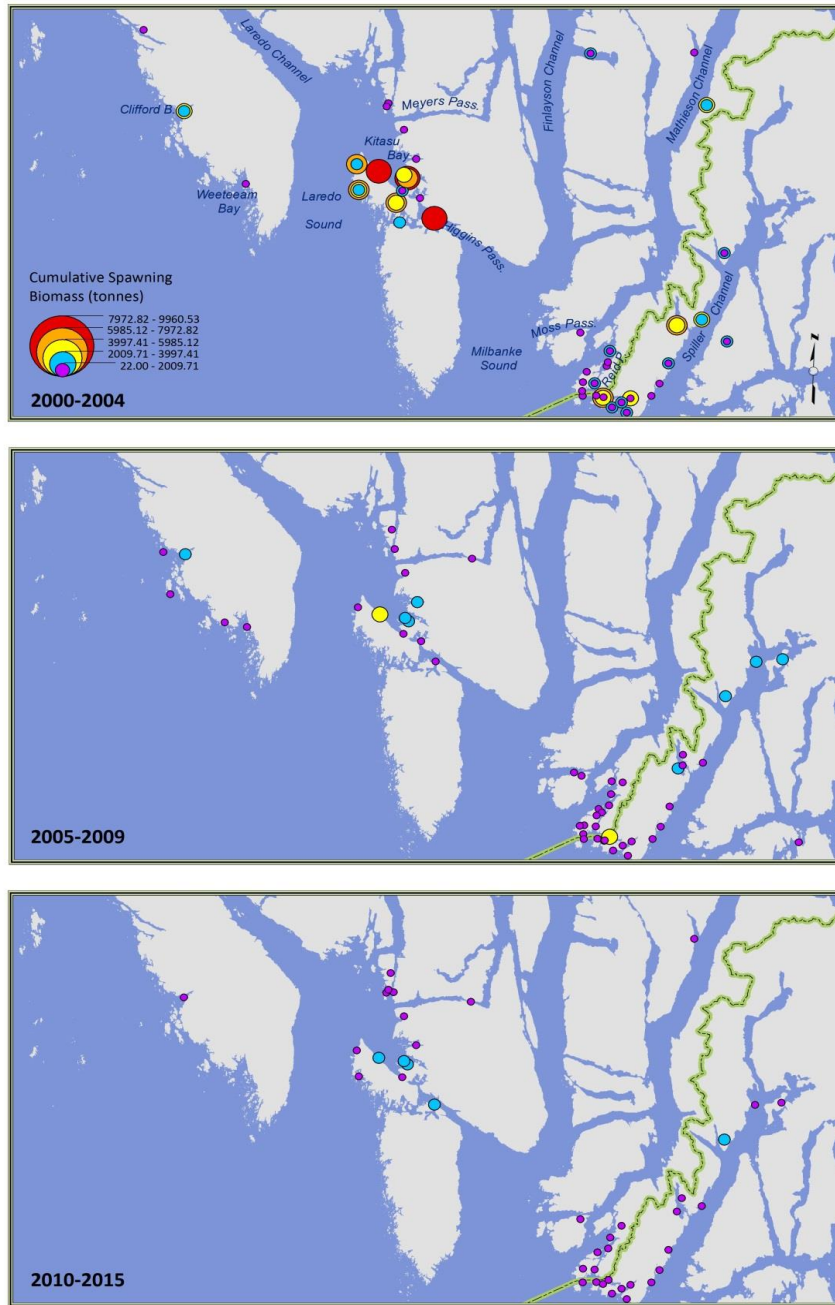 Laredo Channel
Finlayson Channel
Mathieson Channel
Clifford B.
Meyers Pass.
Kitasu
Bay
Weeteeam
Bay
Laredo
Sound
Higgins Pass.
Cumulative Spawning
Biomass (tonnes)
7972.82 - 9960.53
5985.12 - 7972.82
3997.41 - 5985.12
2009.71 - 3997.41
22.00 - 2009.71
Moss Pass.
Milbanke
Sound
Reid P.
Spiller Channel
2000-2004
2005-2009
2010-2015